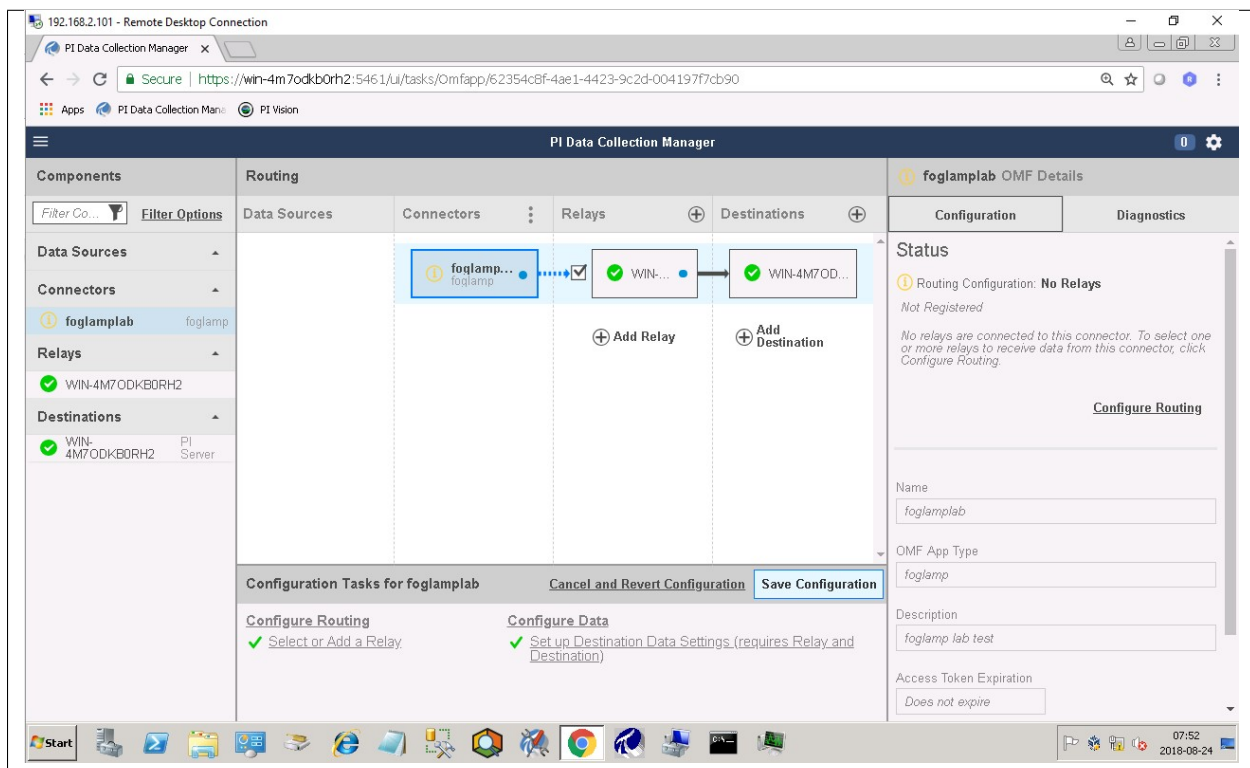 192.168.2.101 - Remote Desktop Connection
PI Data Collection Manager
Secure | https://win-4m7odkb0rh2:5461/ui/tasks/Omfapp/62354c8f-4ae1-4423-9c2d-004197f7cb90
Apps PI Data Collection Mana PI Vision
PI Data Collection Manager 0
Components
Filter Co... Filter Options
Data Sources
Connectors
foglamplab foglamp
Relays
WIN-4M7ODKB0RH2
Destinations
WIN-4M7ODKB0RH2 PI Server
Routing
Data Sources Connectors Relays Destinations
foglamp...
foglamp
WIN-...
WIN-4M7OD...
Add Relay
Add Destination
Configuration Tasks for foglamplab Cancel and Revert Configuration Save Configuration
Configure Routing
Select or Add a Relay
Configure Data
Set up Destination Data Settings (requires Relay and
Destination)
foglamplab OMF Details
Configuration Diagnostics
Status
Routing Configuration: No Relays
Not Registered
No relays are connected to this connector. To select one
or more relays to receive data from this connector, click
Configure Routing.
Configure Routing
Name
foglamplab
OMF App Type
foglamp
Description
foglamp lab test
Access Token Expiration
Does not expire
Start
07:52
2018-08-24